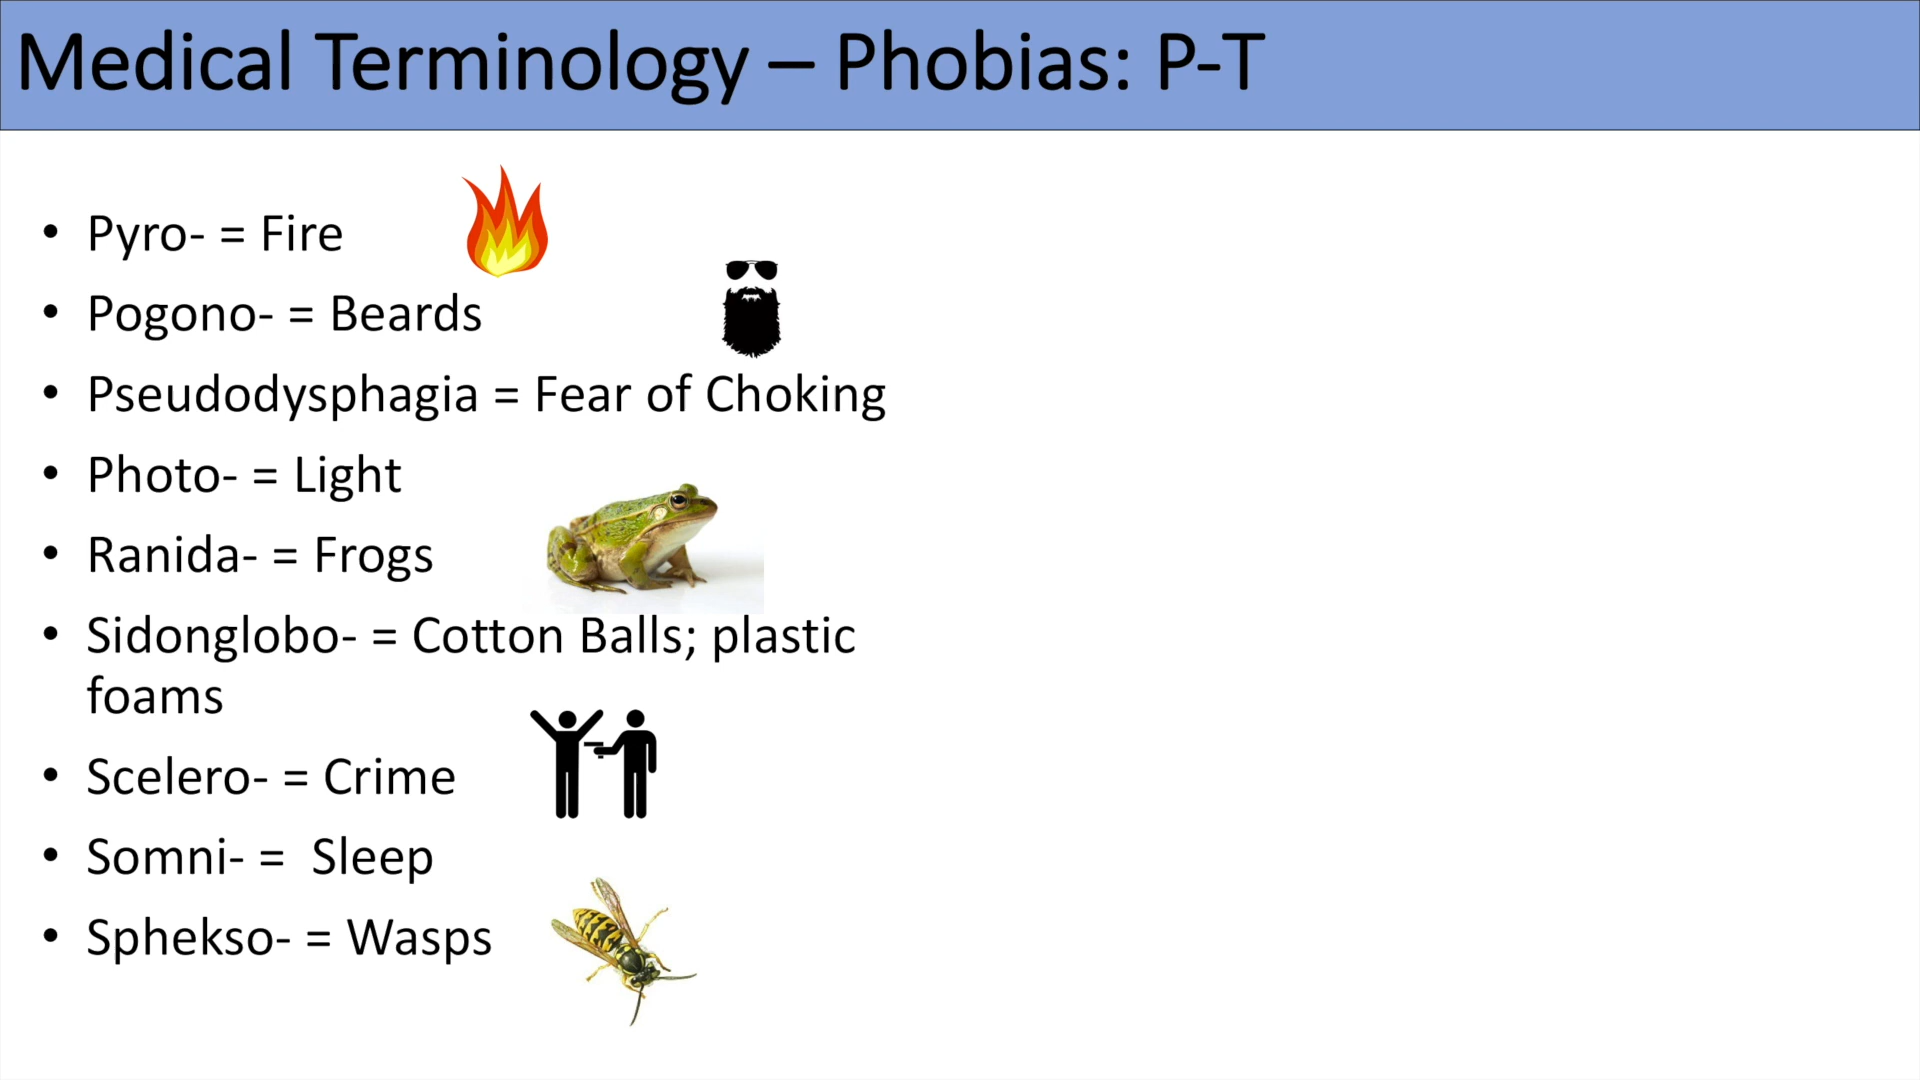 Medical Terminology – Phobias: P-T
• Pyro- = Fire
• Pogono- = Beards
• Pseudodysphagia = Fear of Choking
• Photo- = Light
• Ranida- = Frogs
• Sidonglobo- = Cotton Balls; plastic
foams
• Scelero- = Crime
• Somni- =  Sleep
• Sphekso- = Wasps